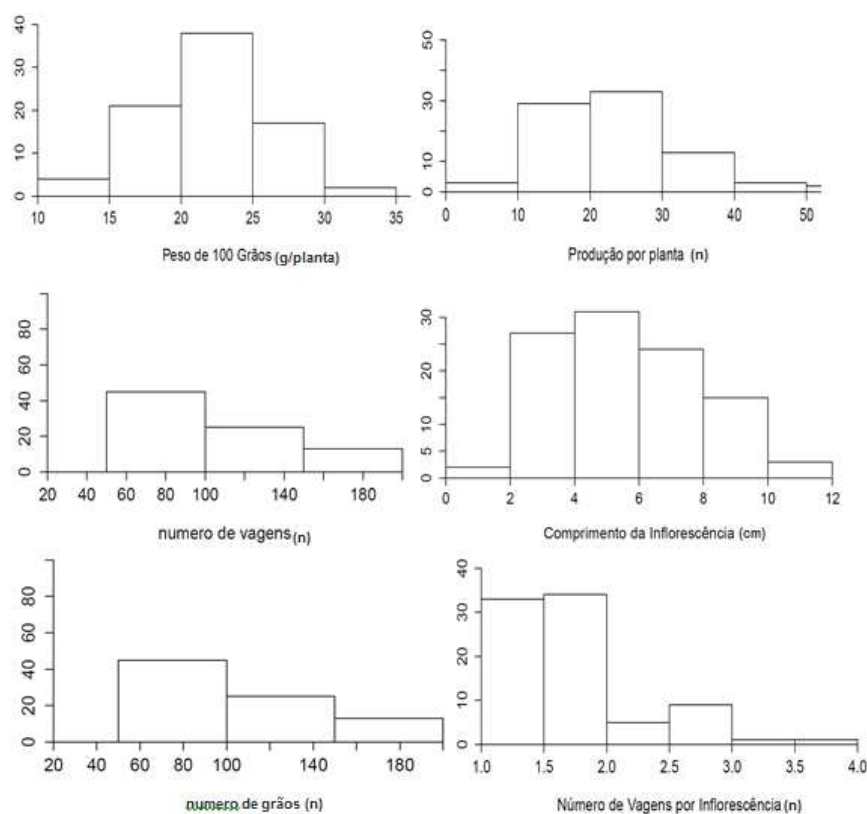 40
30
20
10
0
10 15 20 25 30 35
Peso de 100 Grãos (g/planta)
50
30
10
0
0 10 20 30 40 50
Produção por planta (n)
80
60
40
20
0
20 40 60 80 100 140 180
numero de vagens (n)
30
20
10
5
0
0 2 4 6 8 10 12
Comprimento da Inflorescência (cm)
80
60
40
20
0
20 40 60 80 100 140 180
numero de grãos (n)
40
30
20
10
0
1.0 1.5 2.0 2.5 3.0 3.5 4.0
Número de Vagens por Inflorescência (n)